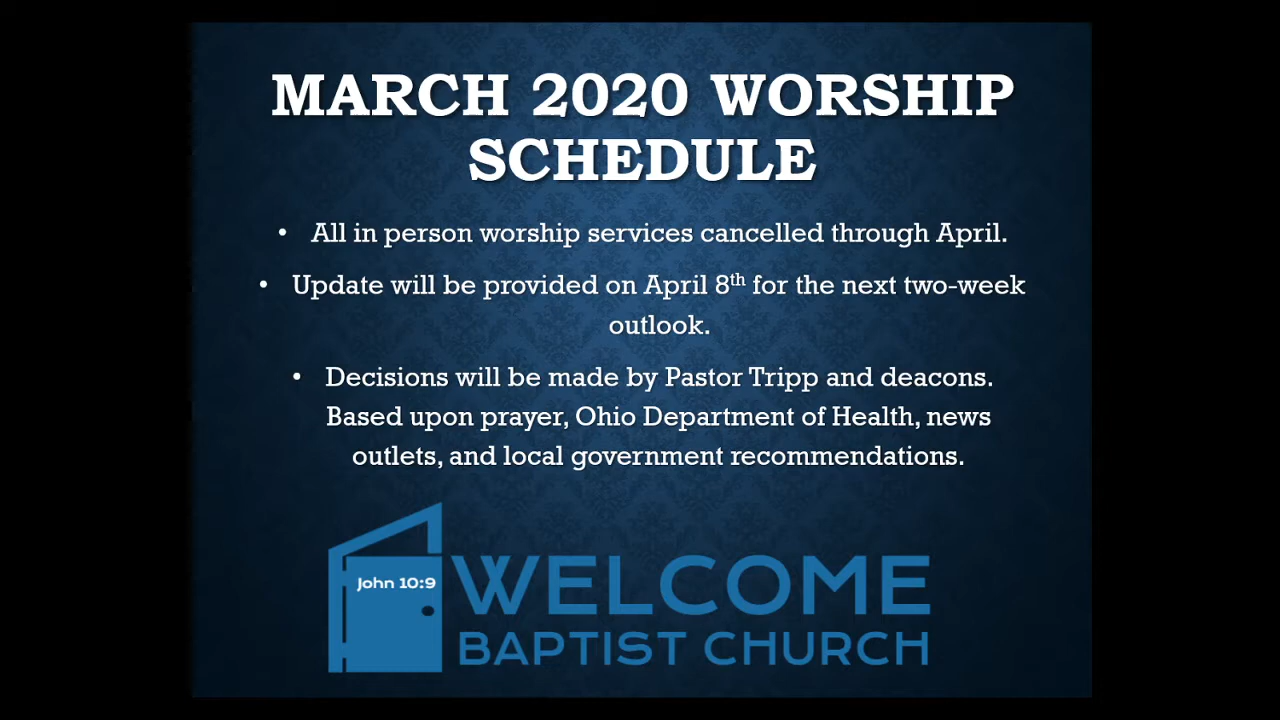 MARCH 2020 WORSHIP
SCHEDULE
• All in person worship services cancelled through April.
• Update will be provided on April 8th for the next two-week
outlook.
• Decisions will be made by Pastor Tripp and deacons.
Based upon prayer, Ohio Department of Health, news
outlets, and local government recommendations.
John 10:9
WELCOME
BAPTIST CHURCH